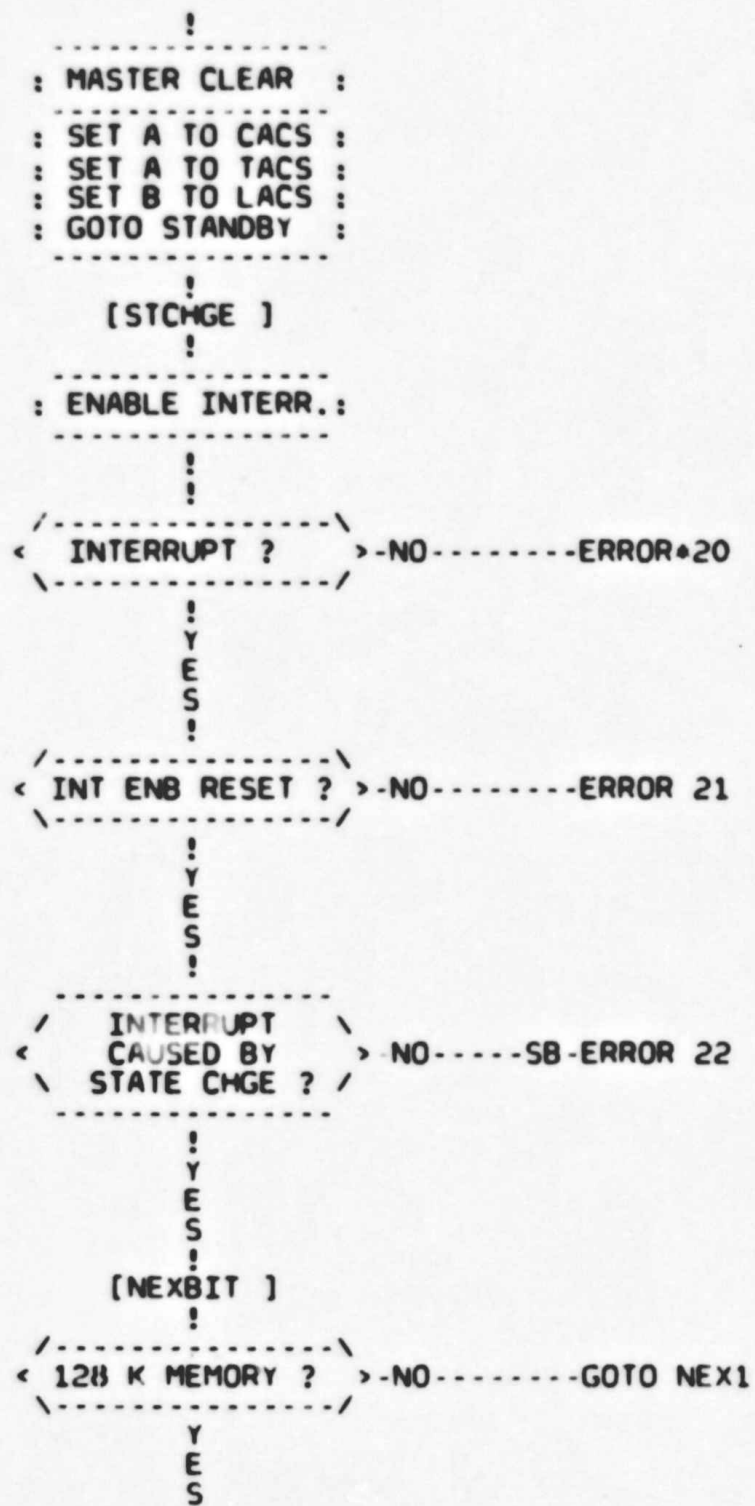 !
---------------
: MASTER CLEAR :
---------------
: SET A TO CACS :
: SET A TO TACS :
: SET B TO LACS :
: GOTO STANDBY :
---------------
!
[STCHGE ]
!
---------------
: ENABLE INTERR.:
---------------
!
!
/---------------\
< INTERRUPT ? >-NO--------ERROR*20
\---------------/
!
Y
E
S
!
/---------------\
< INT ENB RESET ? >-NO--------ERROR 21
\---------------/
!
Y
E
S
!
---------------
/ INTERRUPT \
< CAUSED BY > NO-----SB-ERROR 22
\ STATE CHGE ? /
---------------
!
Y
E
S
!
[NEXBIT ]
!
/---------------\
< 128 K MEMORY ? >-NO--------GOTO NEX1
\---------------/
Y
E
S